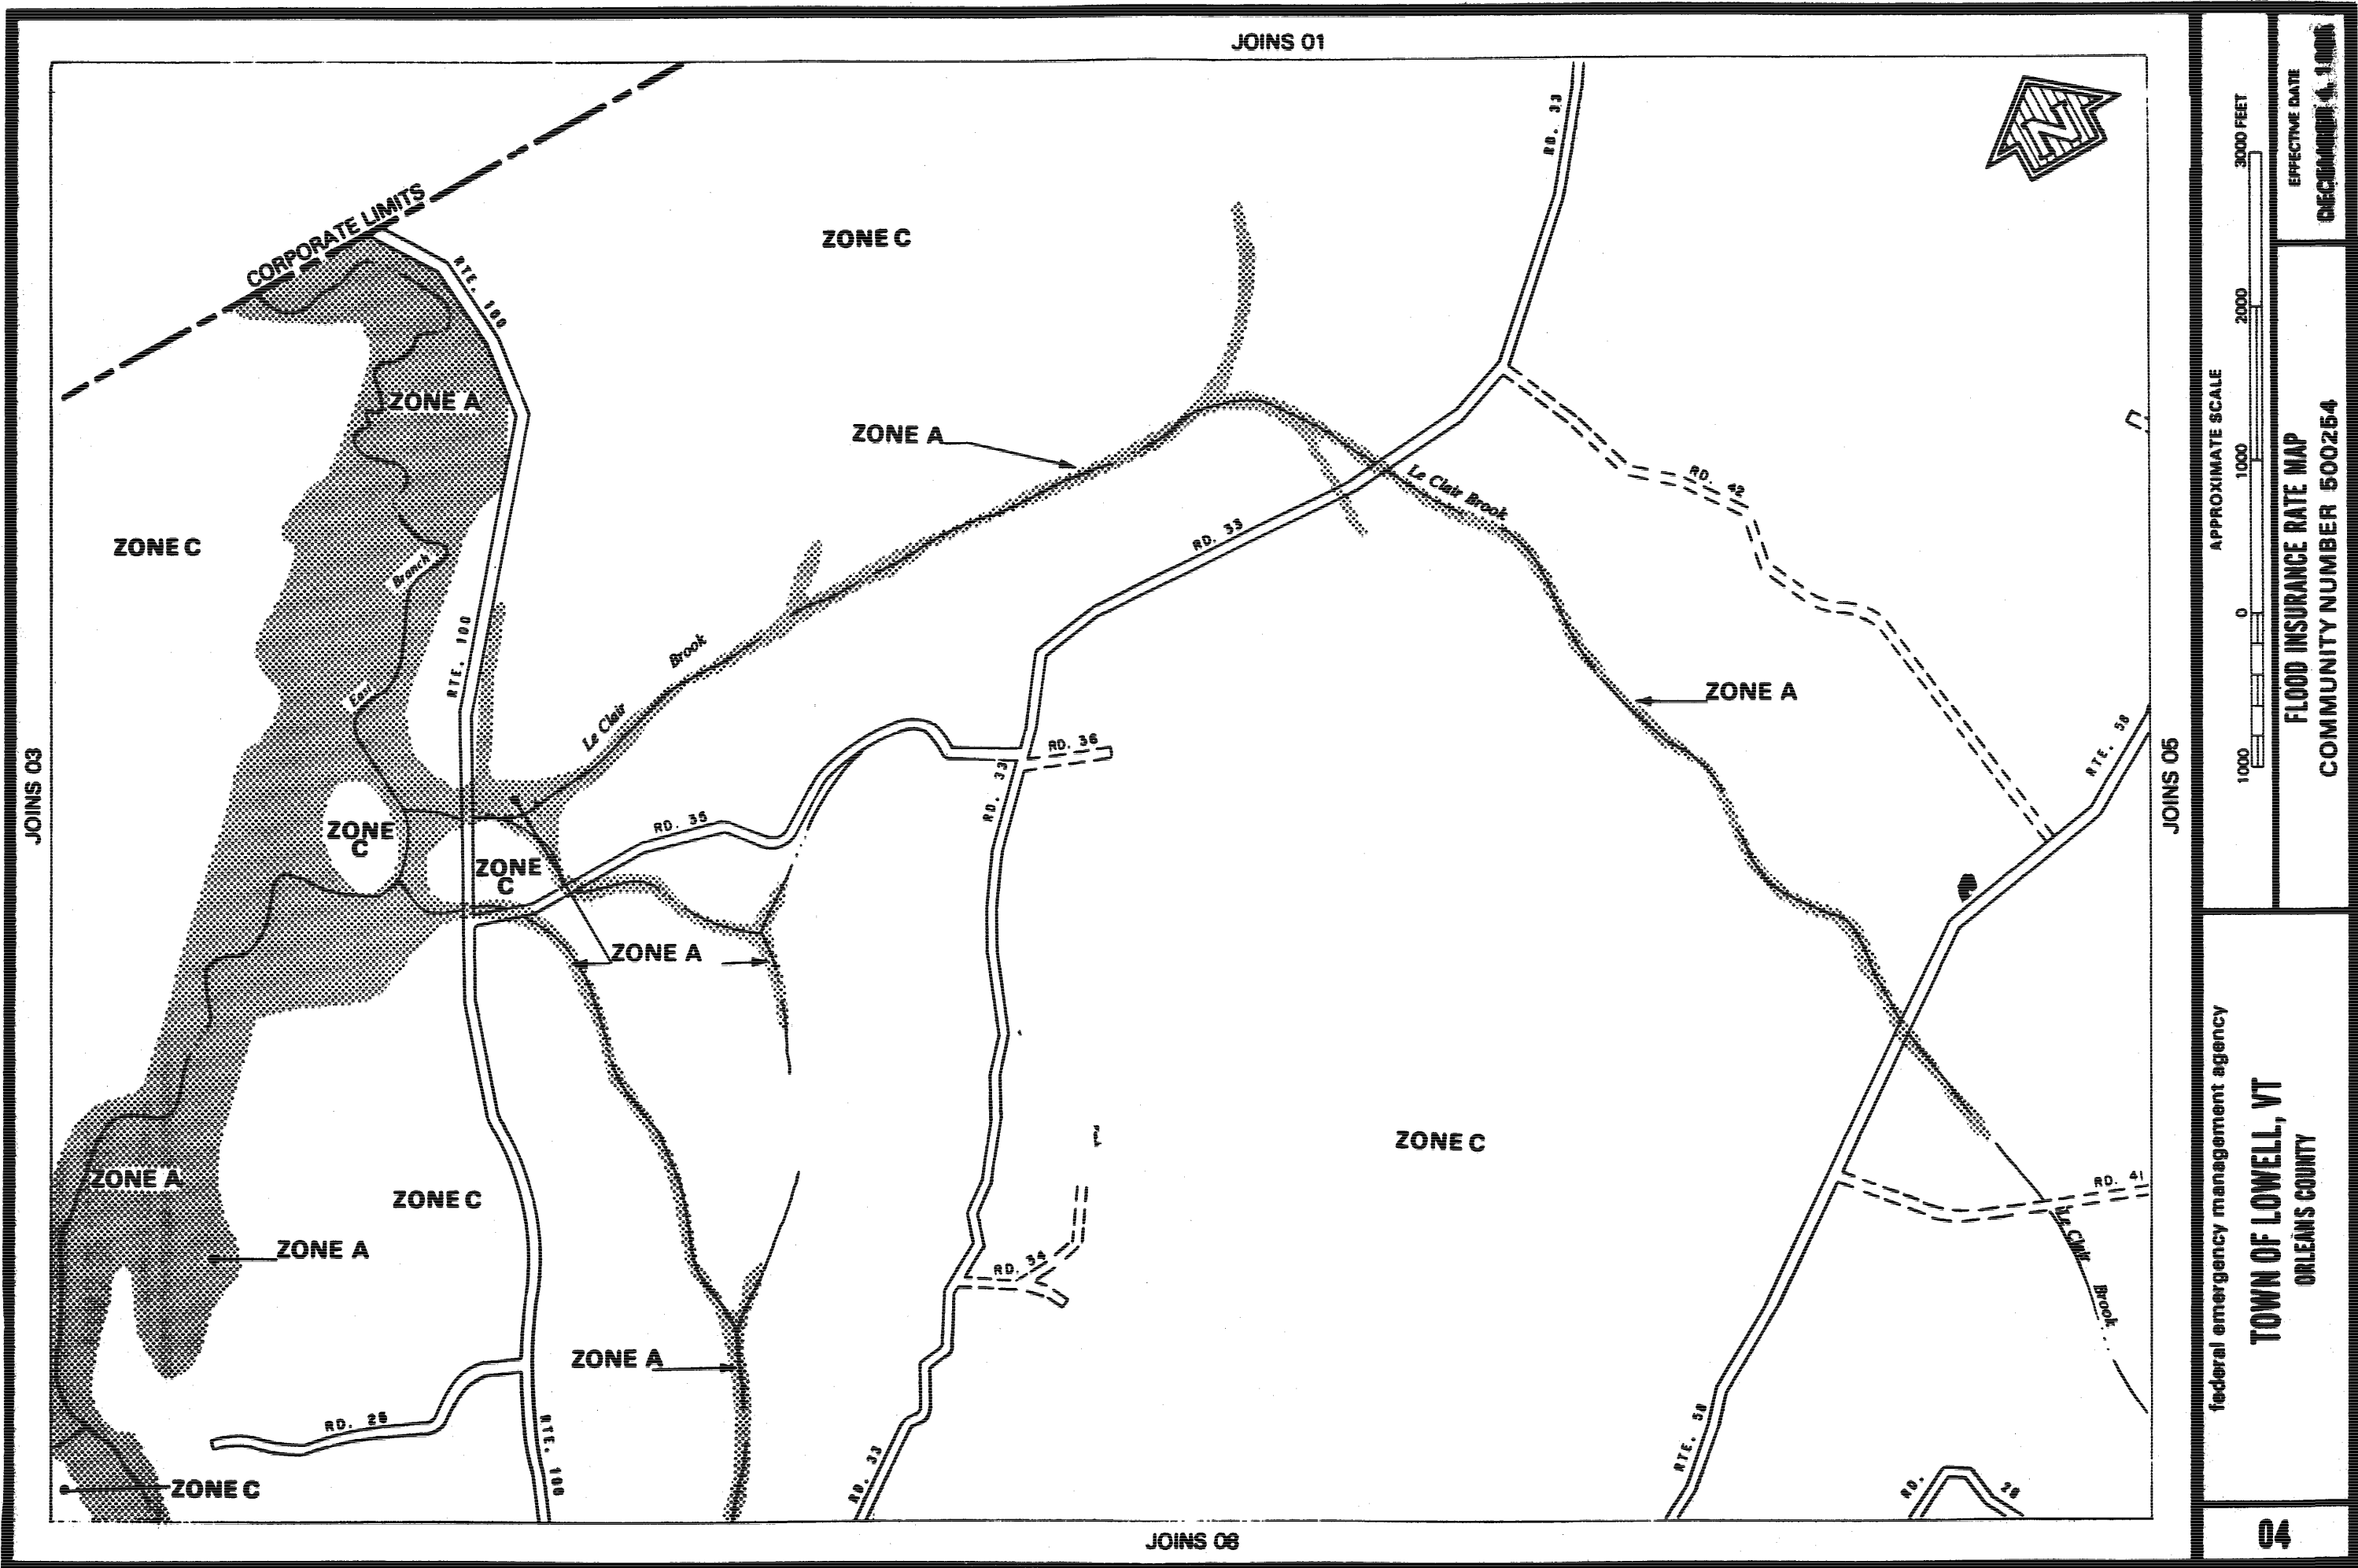 JOINS 01
RD. 33
CORPORATE LIMITS
RTE. 100
ZONE C
ZONE A
ZONE A
Le Clair Brook
RD. 42
ZONE C
RD. 33
Branch
RTE. 100
Brook
East
Le Clair
ZONE A
RTE. 58
RD. 36
RD. 33
JOINS 03
JOINS 05
ZONE
C
RD. 35
ZONE
C
ZONE A
ZONE C
ZONE A
ZONE C
RD. 41
Le Clair
Brook
ZONE A
RD. 34
ZONE A
RD. 26
RTE. 100
RD. 33
RTE. 58
ZONE C
RD. 28
JOINS 08
N
APPROXIMATE SCALE
1000 0 1000 2000 3000 FEET
EFFECTIVE DATE
FLOOD INSURANCE RATE MAP
COMMUNITY NUMBER 500254
federal emergency management agency
TOWN OF LOWELL, VT
ORLEANS COUNTY
04